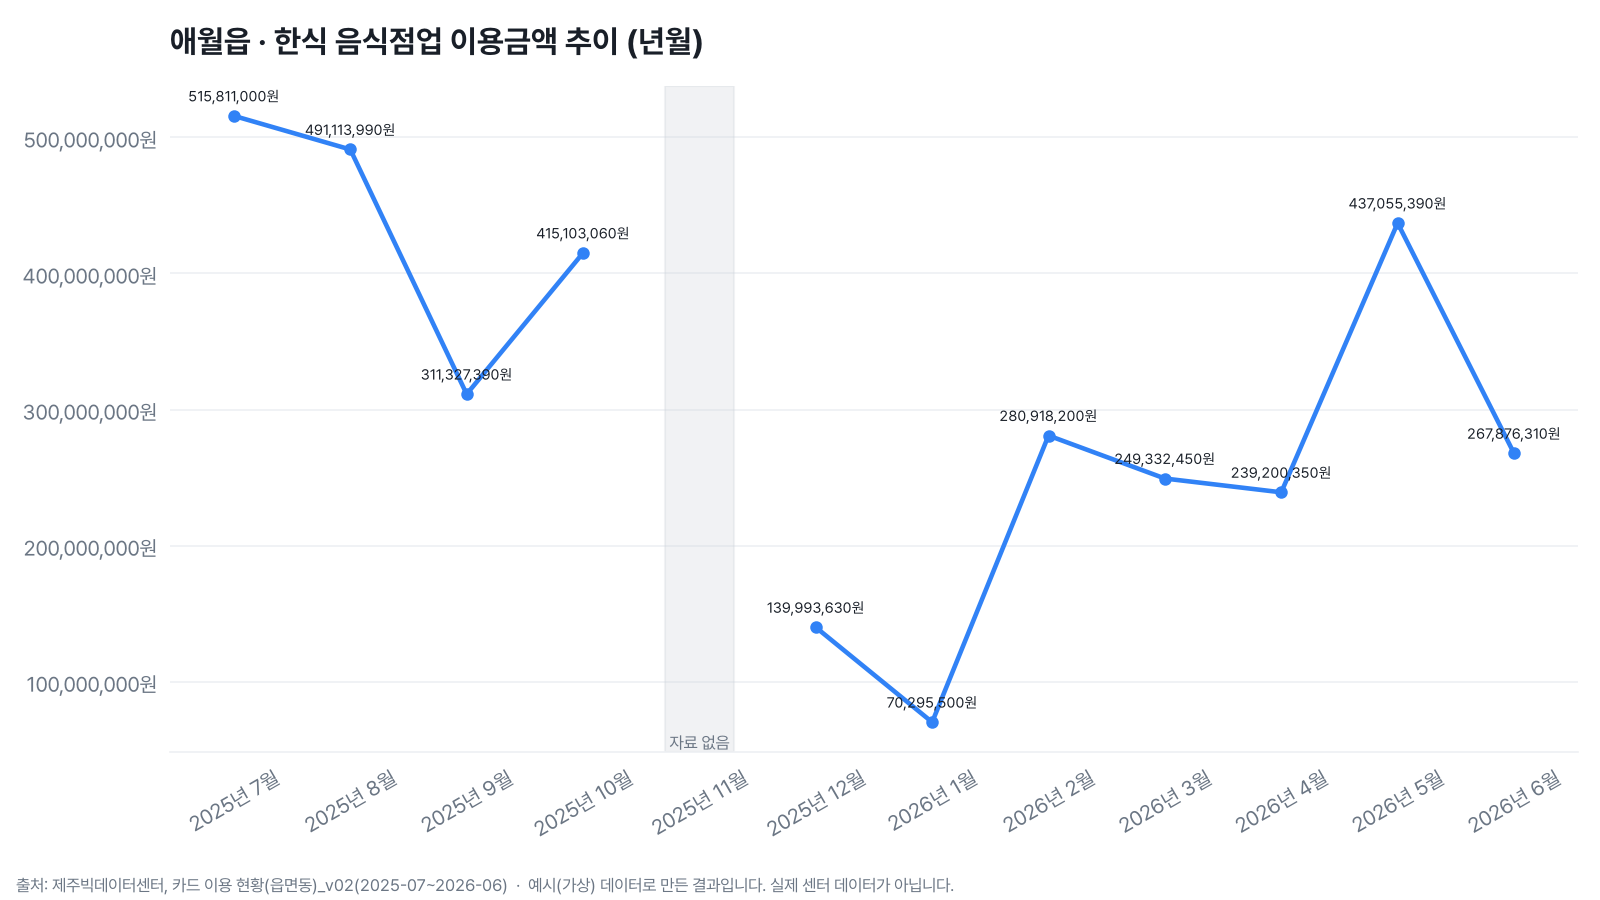 애월읍 · 한식 음식점업 이용금액 추이 (년월)
515,811,000원
491,113,990원
500,000,000원
437,055,390원
415,103,060원
400,000,000원
311,327,390원
300,000,000원
280,918,200원
267,876,310원
249,332,450원
239,200,350원
200,000,000원
139,993,630원
70,295,500원
100,000,000원
자료 없음
2025년 7월
2025년 8월
2025년 9월
2025년 10월
2025년 11월
2025년 12월
2026년 1월
2026년 2월
2026년 3월
2026년 4월
2026년 5월
2026년 6월
출처: 제주빅데이터센터, 카드 이용 현황(읍면동)_v02(2025-07~2026-06) · 예시(가상) 데이터로 만든 결과입니다. 실제 센터 데이터가 아닙니다.